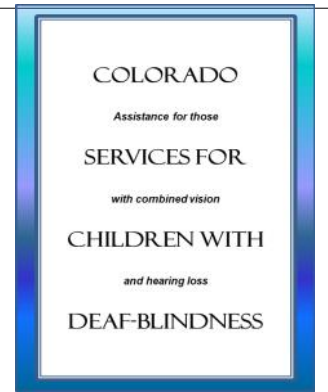 COLORADO
Assistance for those
SERVICES FOR
with combined vision
CHILDREN WITH
and hearing loss
DEAF-BLINDNESS